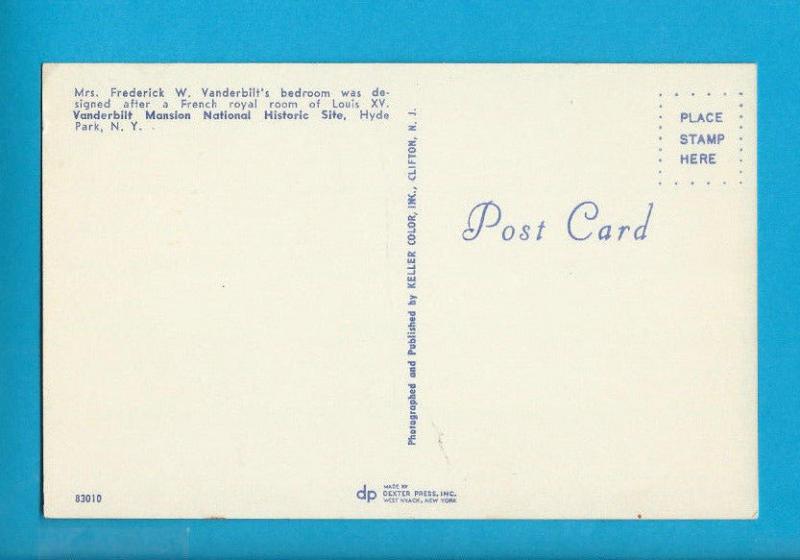 Mrs. Frederick W. Vanderbilt's bedroom was de-
signed after a French royal room of Louis XV.
Vanderbilt Mansion National Historic Site, Hyde
Park, N. Y.
Photographed and Published by KELLER COLOR, INC., CLIFTON, N. J.
PLACE
STAMP
HERE
Post Card
83010
dp
MADE BY
DEXTER PRESS, INC.
WEST NYACK, NEW YORK